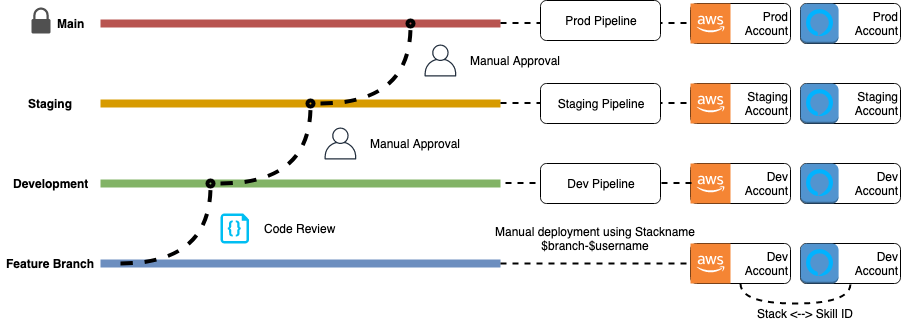 Main
Prod Pipeline
aws
Prod
Account
Prod
Account
Manual Approval
Staging
Staging Pipeline
aws
Staging
Account
Staging
Account
Manual Approval
Development
Dev Pipeline
aws
Dev
Account
Dev
Account
{}
Code Review
Manual deployment using Stackname
$branch-$username
Feature Branch
aws
Dev
Account
Dev
Account
Stack <--> Skill ID